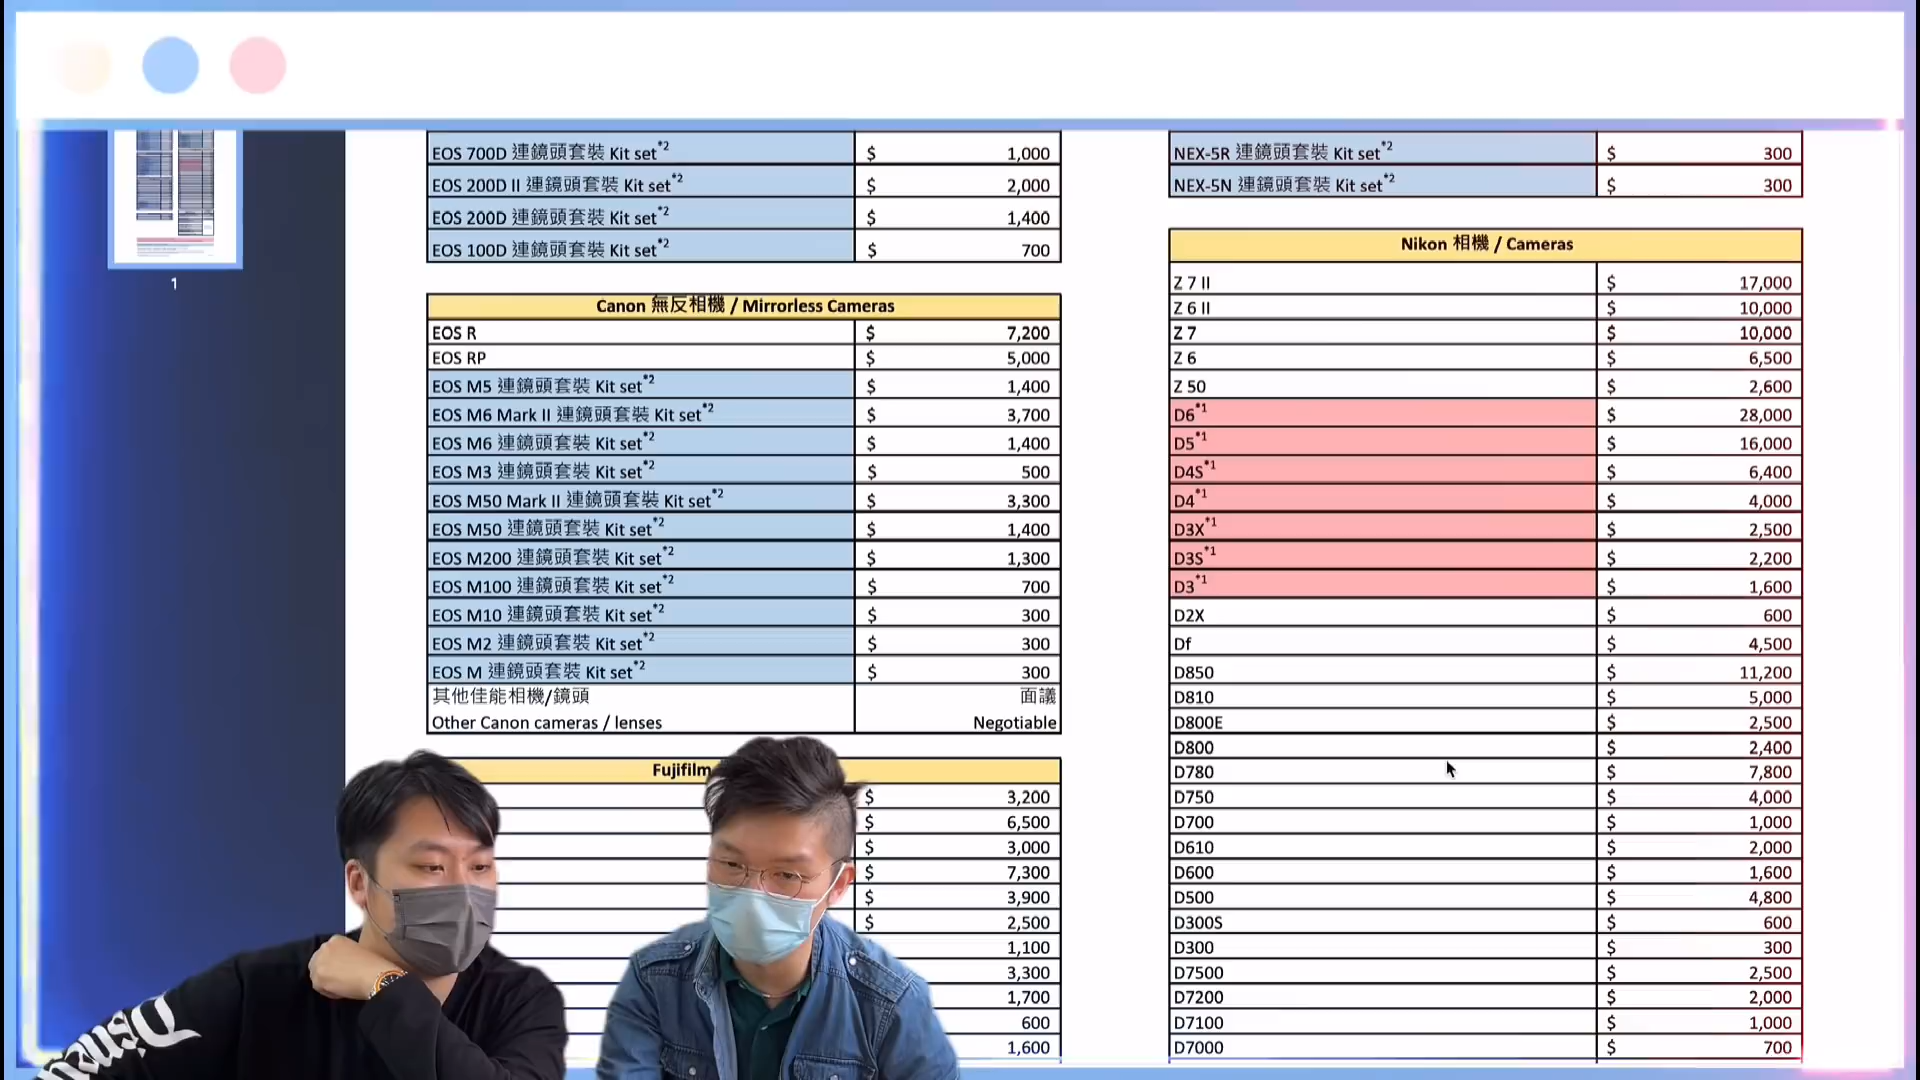 EOS 700D 連鏡頭套裝 Kit set*2 $ 1,000
EOS 200D II 連鏡頭套裝 Kit set*2 $ 2,000
EOS 200D 連鏡頭套裝 Kit set*2 $ 1,400
EOS 100D 連鏡頭套裝 Kit set*2 $ 700
1
Canon 無反相機 / Mirrorless Cameras
EOS R $ 7,200
EOS RP $ 5,000
EOS M5 連鏡頭套裝 Kit set*2 $ 1,400
EOS M6 Mark II 連鏡頭套裝 Kit set*2 $ 3,700
EOS M6 連鏡頭套裝 Kit set*2 $ 1,400
EOS M3 連鏡頭套裝 Kit set*2 $ 500
EOS M50 Mark II 連鏡頭套裝 Kit set*2 $ 3,300
EOS M50 連鏡頭套裝 Kit set*2 $ 1,400
EOS M200 連鏡頭套裝 Kit set*2 $ 1,300
EOS M100 連鏡頭套裝 Kit set*2 $ 700
EOS M10 連鏡頭套裝 Kit set*2 $ 300
EOS M2 連鏡頭套裝 Kit set*2 $ 300
EOS M 連鏡頭套裝 Kit set*2 $ 300
其他佳能相機/鏡頭 面議
Other Canon cameras / lenses Negotiable
Fujifilm
$ 3,200
$ 6,500
$ 3,000
$ 7,300
$ 3,900
$ 2,500
1,100
3,300
1,700
600
1,600
NEX-5R 連鏡頭套裝 Kit set*2 $ 300
NEX-5N 連鏡頭套裝 Kit set*2 $ 300
Nikon 相機 / Cameras
Z 7 II $ 17,000
Z 6 II $ 10,000
Z 7 $ 10,000
Z 6 $ 6,500
Z 50 $ 2,600
D6*1 $ 28,000
D5*1 $ 16,000
D4S*1 $ 6,400
D4*1 $ 4,000
D3X*1 $ 2,500
D3S*1 $ 2,200
D3*1 $ 1,600
D2X $ 600
Df $ 4,500
D850 $ 11,200
D810 $ 5,000
D800E $ 2,500
D800 $ 2,400
D780 $ 7,800
D750 $ 4,000
D700 $ 1,000
D610 $ 2,000
D600 $ 1,600
D500 $ 4,800
D300S $ 600
D300 $ 300
D7500 $ 2,500
D7200 $ 2,000
D7100 $ 1,000
D7000 $ 700